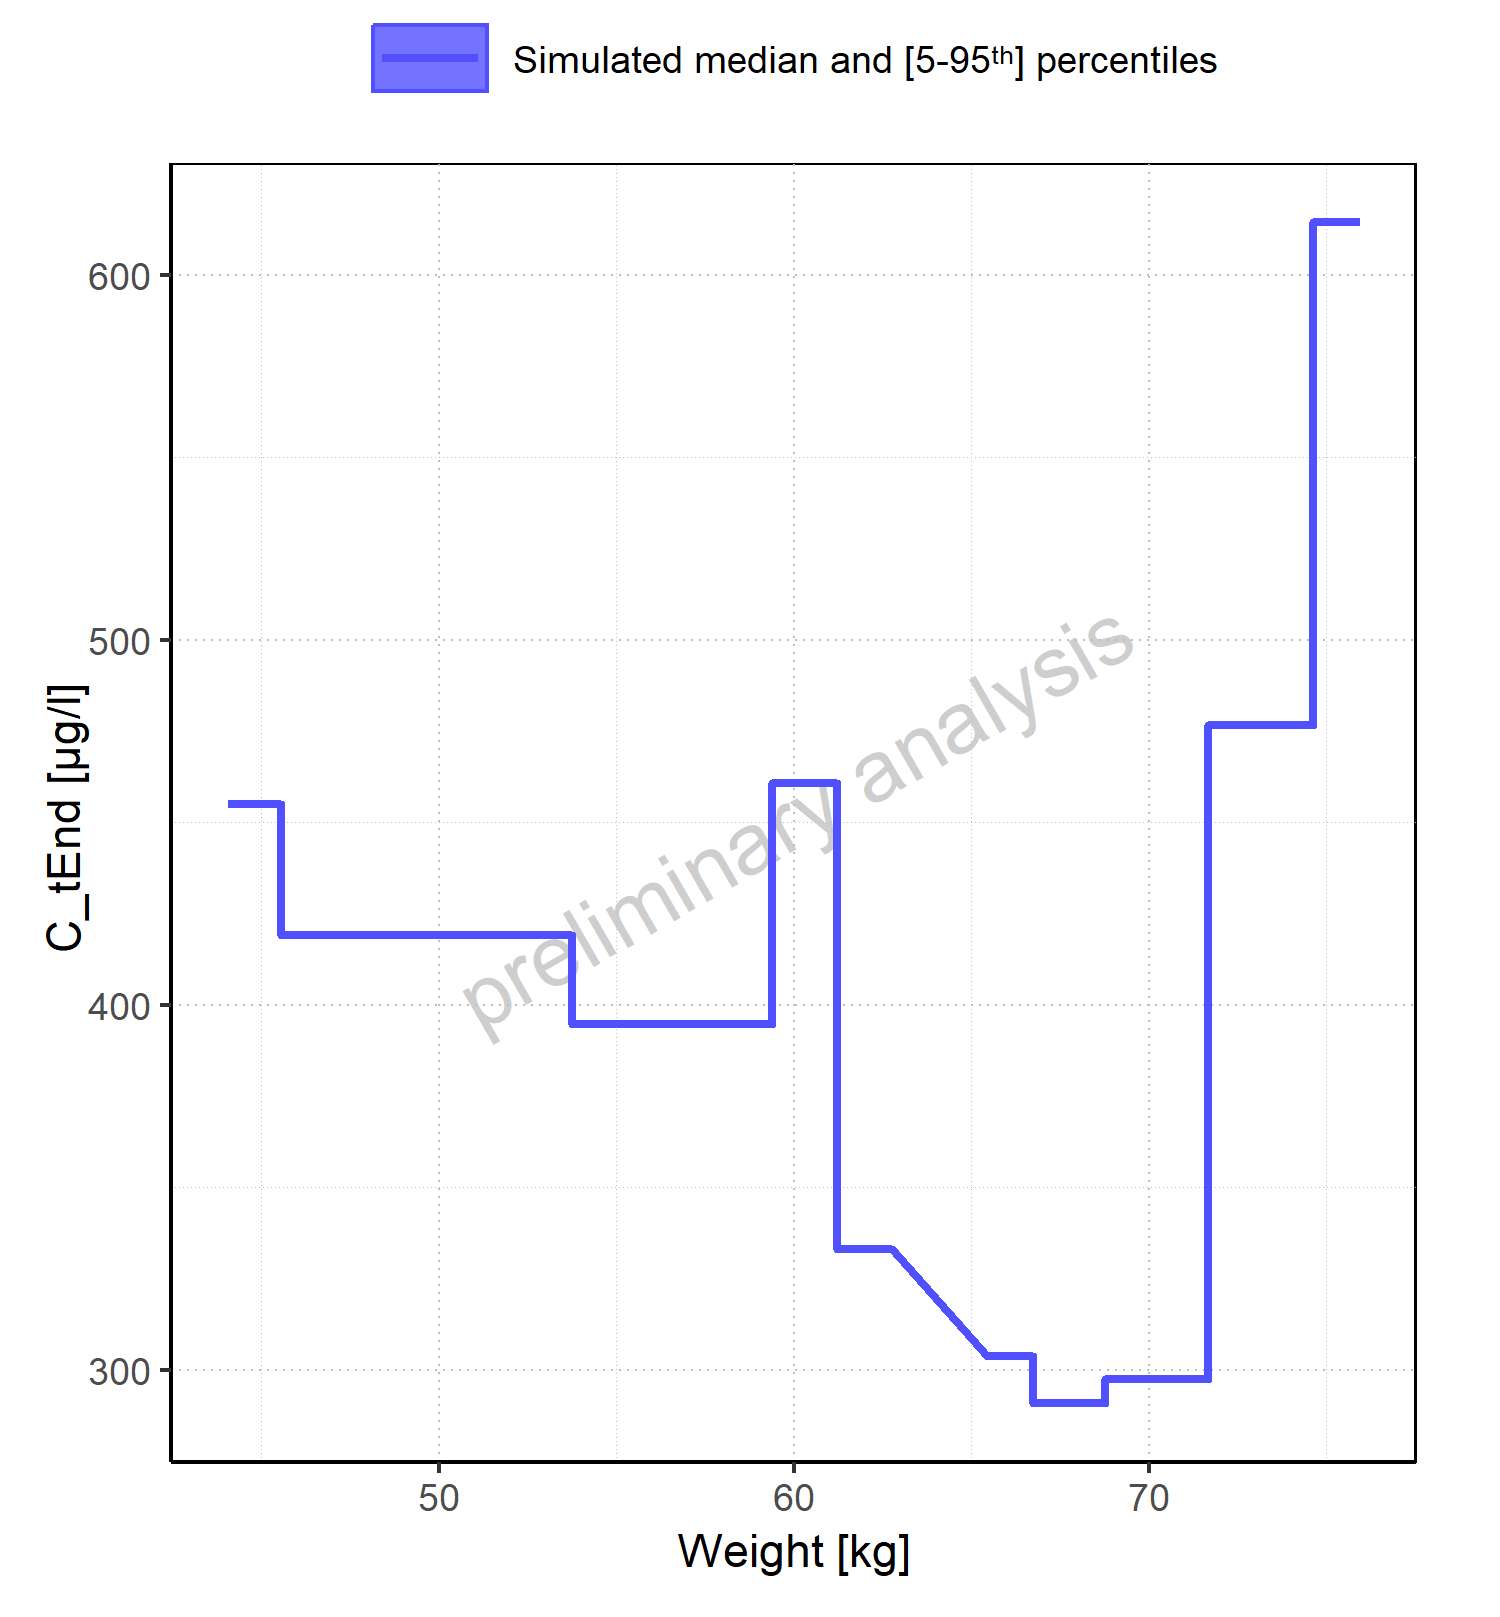 Simulated median and [5-95ᵗʰ] percentiles
600
500
400
300
C_tEnd [µg/l]
preliminary analysis
50 60 70
Weight [kg]